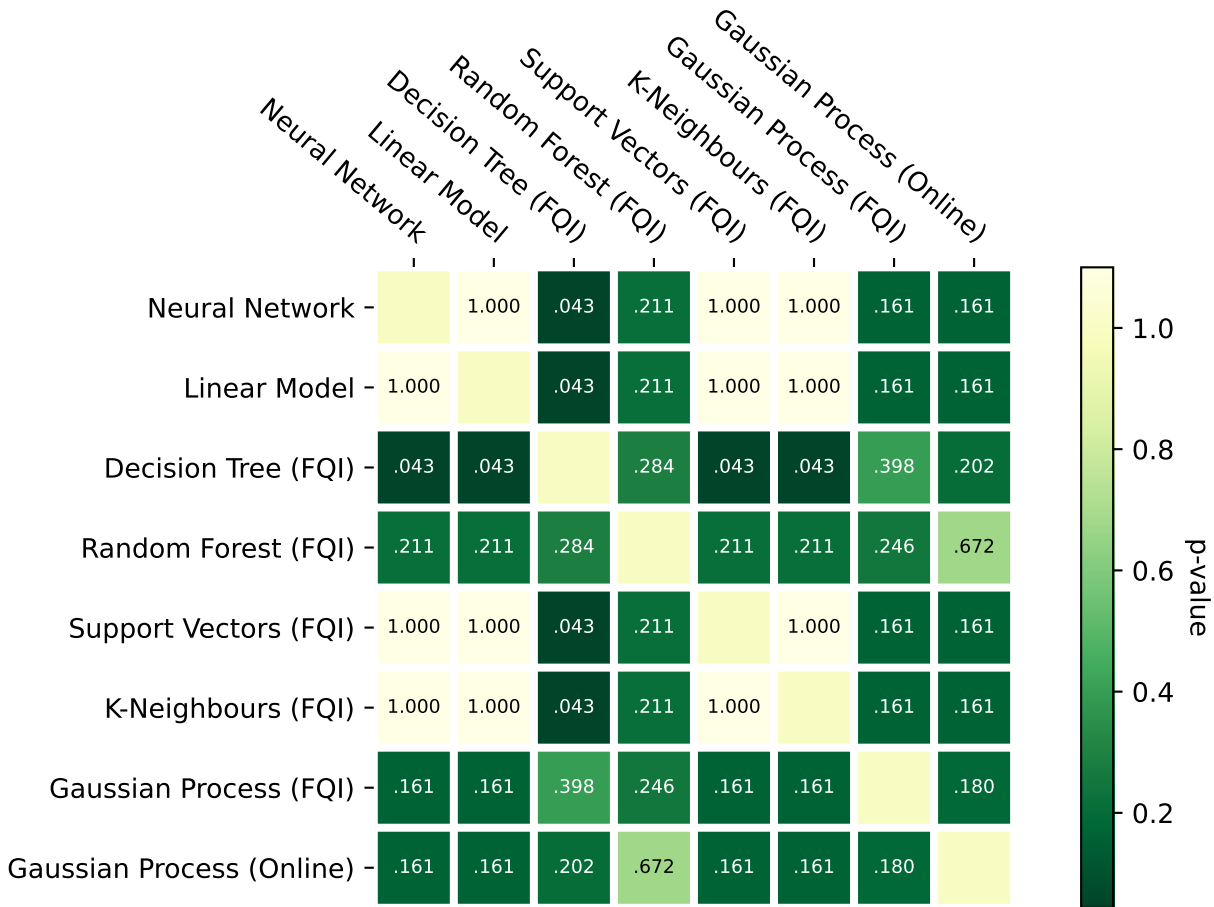 Neural Network
Linear Model
Decision Tree (FQI)
Random Forest (FQI)
Support Vectors (FQI)
K-Neighbours (FQI)
Gaussian Process (FQI)
Gaussian Process (Online)
Neural Network 1.000 .043 .211 1.000 1.000 .161 .161
Linear Model 1.000 .043 .211 1.000 1.000 .161 .161
Decision Tree (FQI) .043 .043 .284 .043 .043 .398 .202
Random Forest (FQI) .211 .211 .284 .211 .211 .246 .672
Support Vectors (FQI) 1.000 1.000 .043 .211 1.000 .161 .161
K-Neighbours (FQI) 1.000 1.000 .043 .211 1.000 .161 .161
Gaussian Process (FQI) .161 .161 .398 .246 .161 .161 .180
Gaussian Process (Online) .161 .161 .202 .672 .161 .161 .180
1.0
0.8
0.6
0.4
0.2
p-value